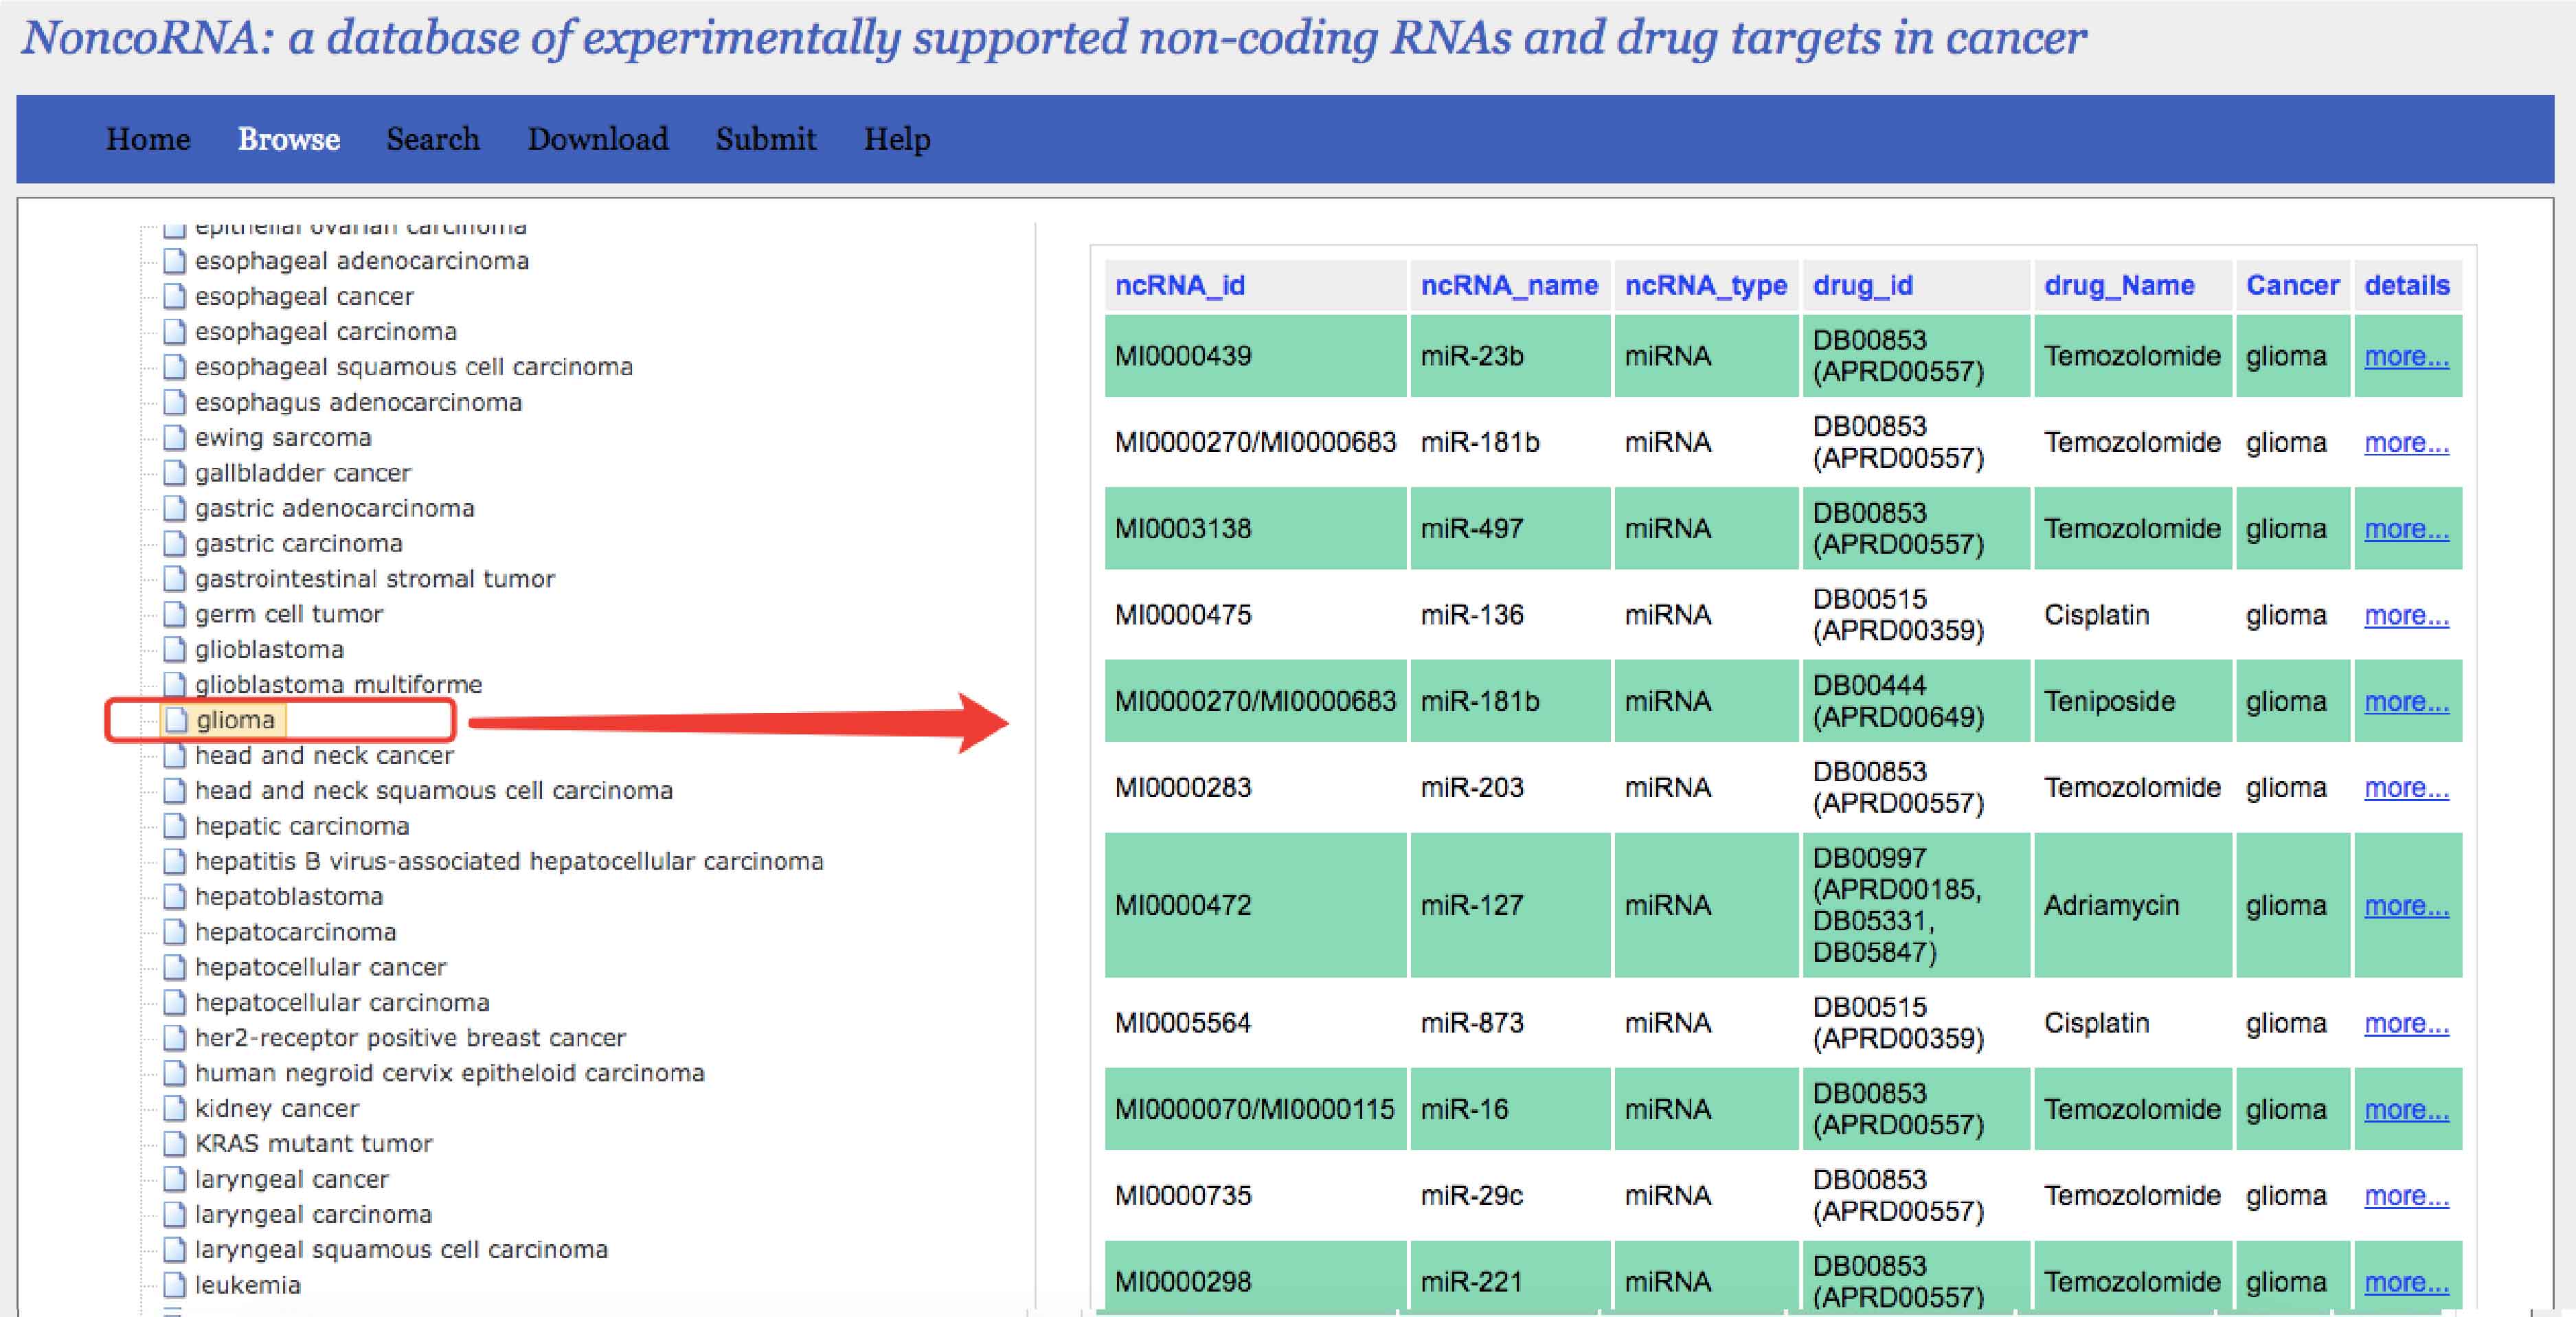 NoncoRNA: a database of experimentally supported non-coding RNAs and drug targets in cancer
Home Browse Search Download Submit Help
epithelial ovarian carcinoma
esophageal adenocarcinoma
esophageal cancer
esophageal carcinoma
esophageal squamous cell carcinoma
esophagus adenocarcinoma
ewing sarcoma
gallbladder cancer
gastric adenocarcinoma
gastric carcinoma
gastrointestinal stromal tumor
germ cell tumor
glioblastoma
glioblastoma multiforme
glioma
head and neck cancer
head and neck squamous cell carcinoma
hepatic carcinoma
hepatitis B virus-associated hepatocellular carcinoma
hepatoblastoma
hepatocarcinoma
hepatocellular cancer
hepatocellular carcinoma
her2-receptor positive breast cancer
human negroid cervix epitheloid carcinoma
kidney cancer
KRAS mutant tumor
laryngeal cancer
laryngeal carcinoma
laryngeal squamous cell carcinoma
leukemia
ncRNA_id ncRNA_name ncRNA_type drug_id drug_Name Cancer details
MI0000439 miR-23b miRNA DB00853 (APRD00557) Temozolomide glioma more...
MI0000270/MI0000683 miR-181b miRNA DB00853 (APRD00557) Temozolomide glioma more...
MI0003138 miR-497 miRNA DB00853 (APRD00557) Temozolomide glioma more...
MI0000475 miR-136 miRNA DB00515 (APRD00359) Cisplatin glioma more...
MI0000270/MI0000683 miR-181b miRNA DB00444 (APRD00649) Teniposide glioma more...
MI0000283 miR-203 miRNA DB00853 (APRD00557) Temozolomide glioma more...
MI0000472 miR-127 miRNA DB00997 (APRD00185, DB05331, DB05847) Adriamycin glioma more...
MI0005564 miR-873 miRNA DB00515 (APRD00359) Cisplatin glioma more...
MI0000070/MI0000115 miR-16 miRNA DB00853 (APRD00557) Temozolomide glioma more...
MI0000735 miR-29c miRNA DB00853 (APRD00557) Temozolomide glioma more...
MI0000298 miR-221 miRNA DB00853 (APRD00557) Temozolomide glioma more...